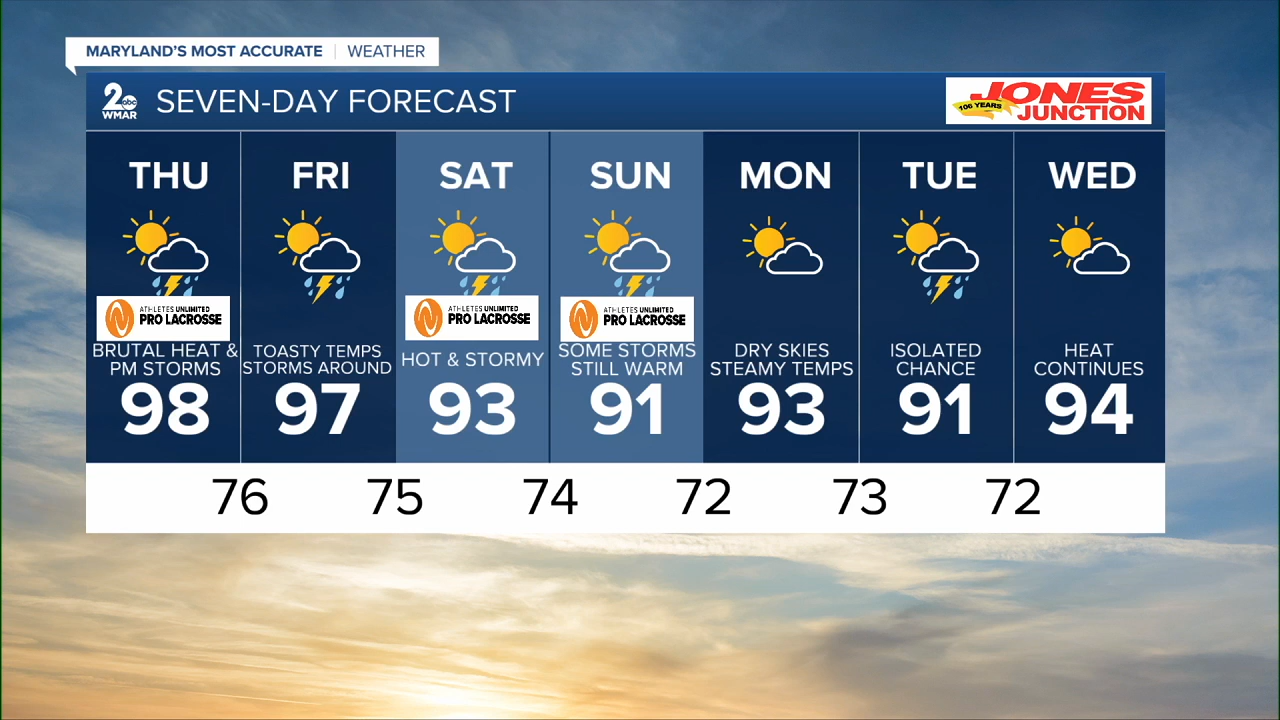 MARYLAND'S MOST ACCURATE | WEATHER
2 abc
WMAR
SEVEN-DAY FORECAST
JONES
106 YEARS
JUNCTION
THU
FRI
SAT
SUN
MON
TUE
WED
ATHLETES UNLIMITED
PRO LACROSSE
ATHLETES UNLIMITED
PRO LACROSSE
ATHLETES UNLIMITED
PRO LACROSSE
BRUTAL HEAT &
PM STORMS
TOASTY TEMPS
STORMS AROUND
HOT & STORMY
SOME STORMS
STILL WARM
DRY SKIES
STEAMY TEMPS
ISOLATED
CHANCE
HEAT
CONTINUES
98
97
93
91
93
91
94
76
75
74
72
73
72